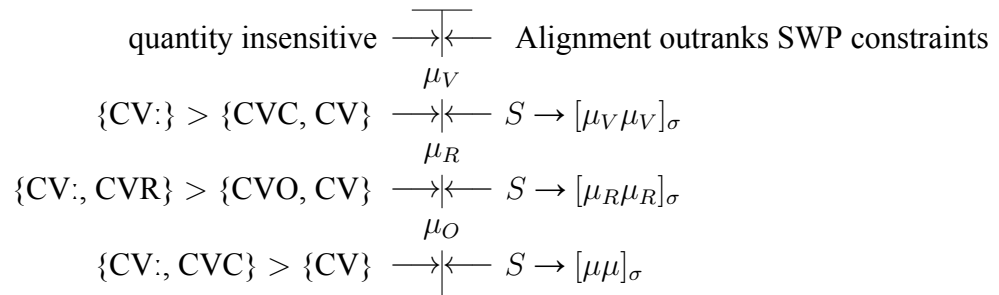 quantity insensitive ⟶|⟵ Alignment outranks SWP constraints
μ_V
{CV:} > {CVC, CV} ⟶|⟵ S → [μ_V μ_V]_σ
μ_R
{CV:, CVR} > {CVO, CV} ⟶|⟵ S → [μ_R μ_R]_σ
μ_O
{CV:, CVC} > {CV} ⟶|⟵ S → [μμ]_σ